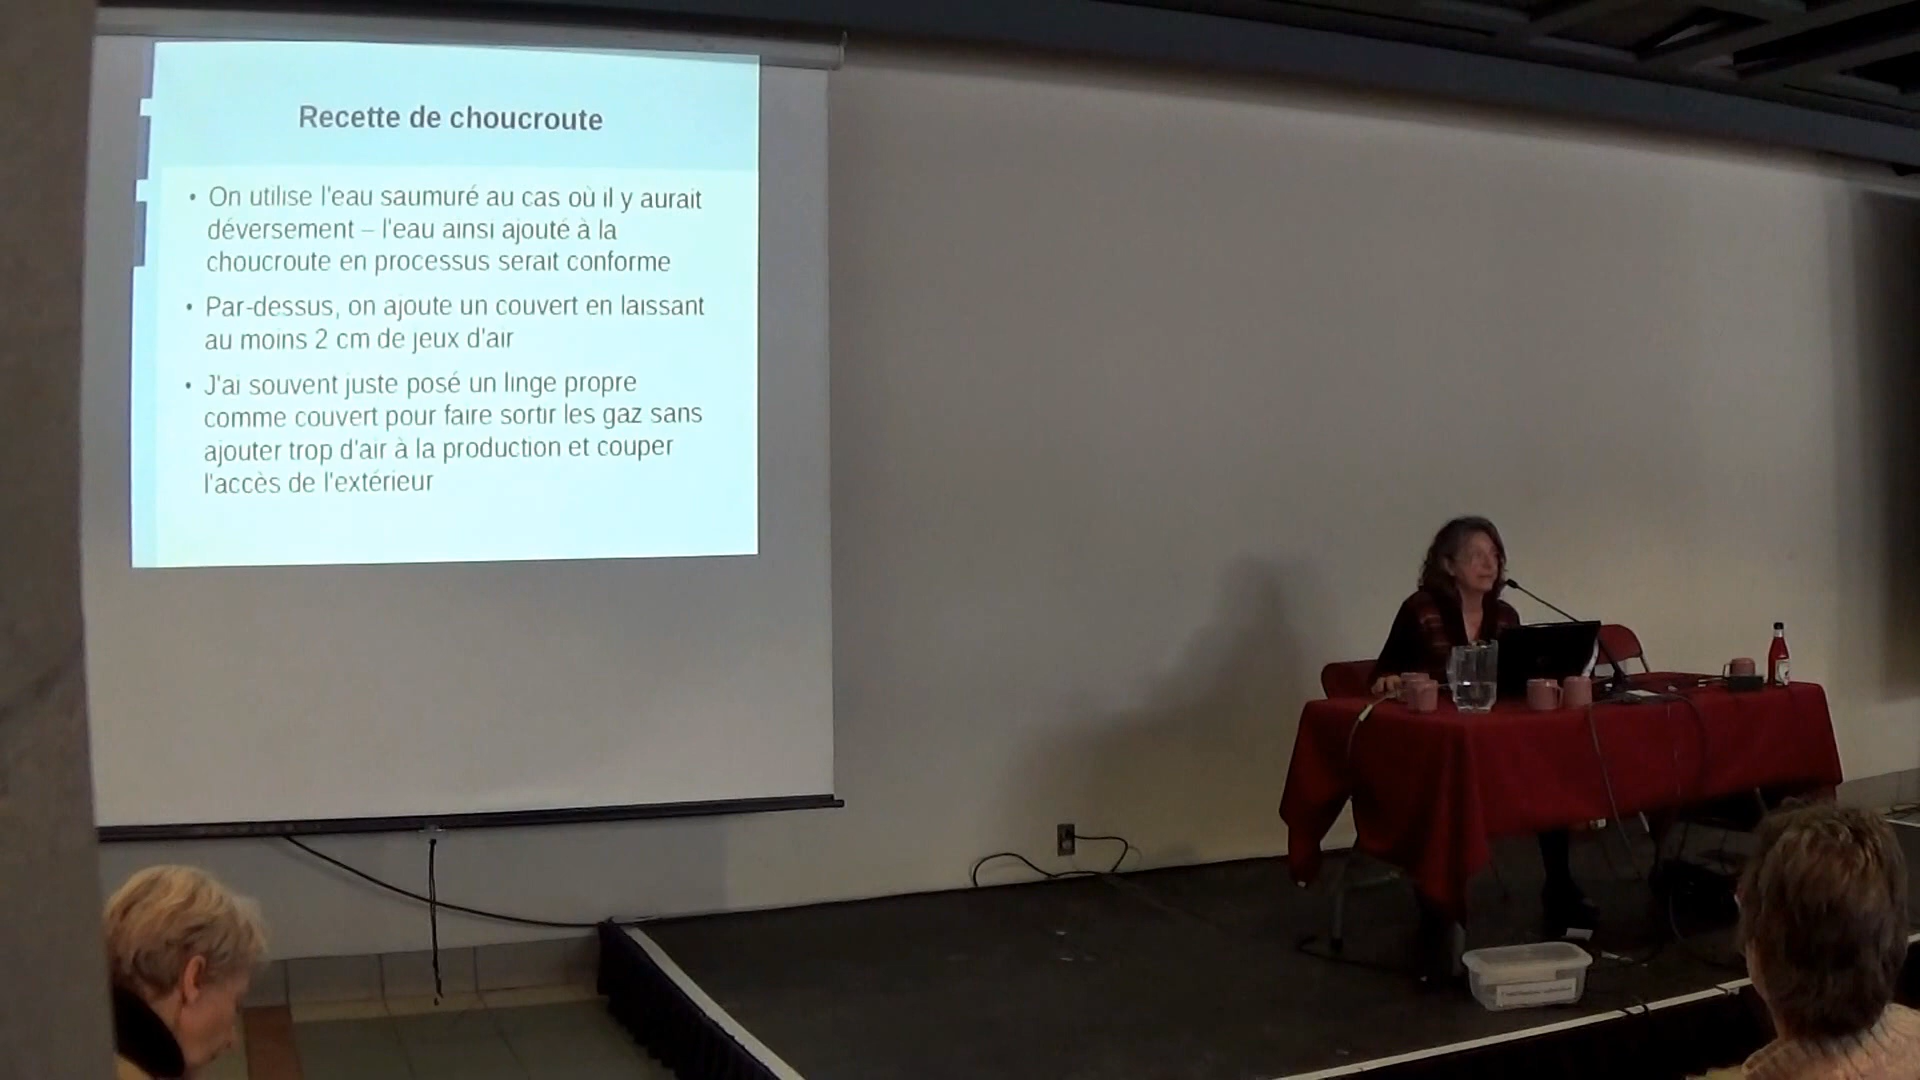 Recette de choucroute
• On utilise l'eau saumuré au cas où il y aurait
déversement – l'eau ainsi ajouté à la
choucroute en processus serait conforme
• Par-dessus, on ajoute un couvert en laissant
au moins 2 cm de jeux d'air
• J'ai souvent juste posé un linge propre
comme couvert pour faire sortir les gaz sans
ajouter trop d'air à la production et couper
l'accès de l'extérieur